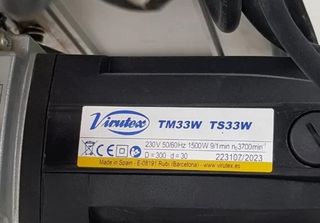 Virutex TM33W TS33W
230V 50/60Hz 1500W 9/1min n₀3700min⁻¹
D=300 d=30 223107/2023
Made in Spain - E-08191 Rubí (Barcelona) - www.virutex.es